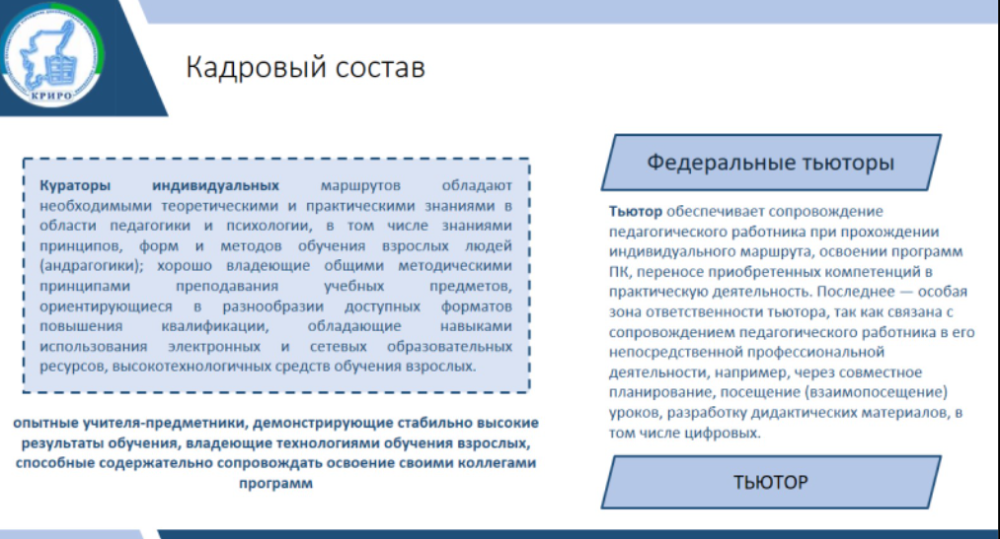 КРИРО
Кадровый состав
Кураторы индивидуальных маршрутов обладают
необходимыми теоретическими и практическими знаниями в
области педагогики и психологии, в том числе знаниями
принципов, форм и методов обучения взрослых людей
(андрагогики); хорошо владеющие общими методическими
принципами преподавания учебных предметов,
ориентирующиеся в разнообразии доступных форматов
повышения квалификации, обладающие навыками
использования электронных и сетевых образовательных
ресурсов, высокотехнологичных средств обучения взрослых.
опытные учителя-предметники, демонстрирующие стабильно высокие
результаты обучения, владеющие технологиями обучения взрослых,
способные содержательно сопровождать освоение своими коллегами
программ
Федеральные тьюторы
Тьютор обеспечивает сопровождение
педагогического работника при прохождении
индивидуального маршрута, освоении программ
ПК, переносе приобретенных компетенций в
практическую деятельность. Последнее — особая
зона ответственности тьютора, так как связана с
сопровождением педагогического работника в его
непосредственной профессиональной
деятельности, например, через совместное
планирование, посещение (взаимопосещение)
уроков, разработку дидактических материалов, в
том числе цифровых.
ТЬЮТОР